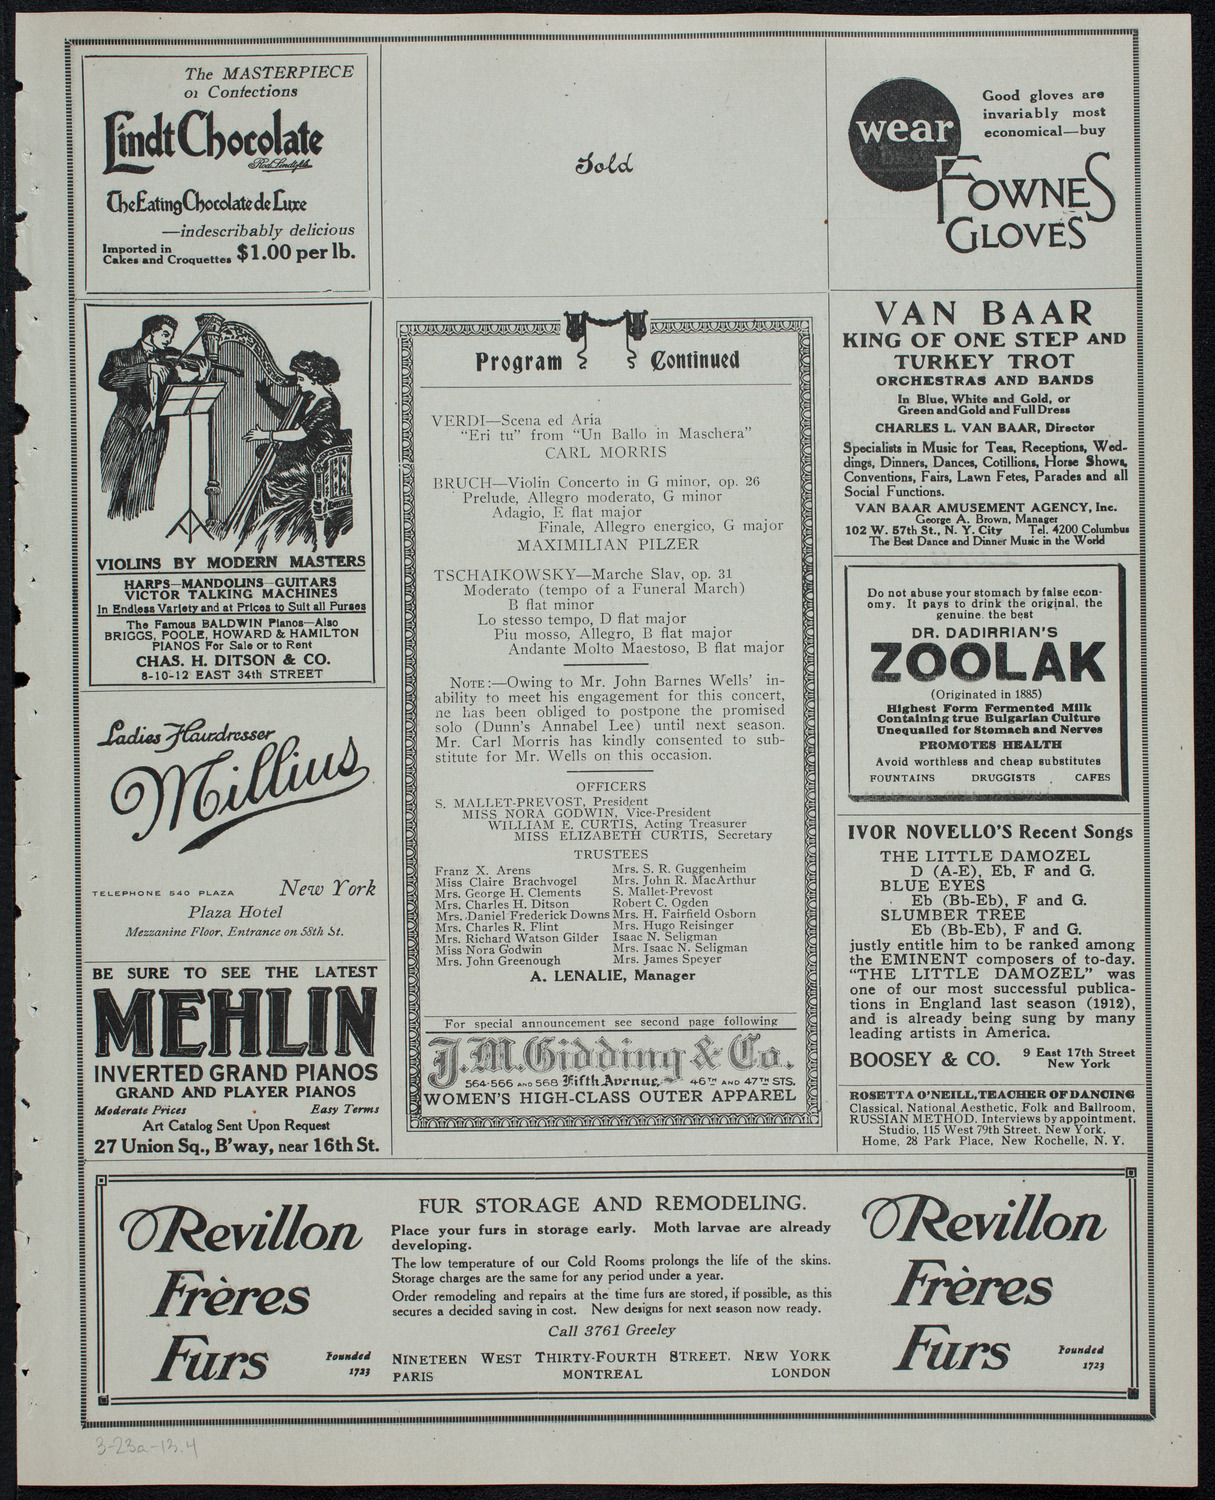 The MASTERPIECE
of Confections
Lindt Chocolate
Rod. Lindt fils
The Eating Chocolate de Luxe
—indescribably delicious
Imported in
Cakes and Croquettes $1.00 per lb.
Sold
wear
Good gloves are
invariably most
economical—buy
FOWNES
GLOVES
VIOLINS BY MODERN MASTERS
HARPS—MANDOLINS—GUITARS
VICTOR TALKING MACHINES
In Endless Variety and at Prices to Suit all Purses
The Famous BALDWIN Pianos—Also
BRIGGS, POOLE, HOWARD & HAMILTON
PIANOS For Sale or to Rent
CHAS. H. DITSON & CO.
8-10-12 EAST 34th STREET
Ladies Hairdresser
Millius
TELEPHONE 540 PLAZA New York
Plaza Hotel
Mezzanine Floor, Entrance on 58th St.
BE SURE TO SEE THE LATEST
MEHLIN
INVERTED GRAND PIANOS
GRAND AND PLAYER PIANOS
Moderate Prices Easy Terms
Art Catalog Sent Upon Request
27 Union Sq., B'way, near 16th St.
Program Continued
VERDI—Scena ed Aria
"Eri tu" from "Un Ballo in Maschera"
CARL MORRIS
BRUCH—Violin Concerto in G minor, op. 26
Prelude, Allegro moderato, G minor
Adagio, E flat major
Finale, Allegro energico, G major
MAXIMILIAN PILZER
TSCHAIKOWSKY—Marche Slav, op. 31
Moderato (tempo of a Funeral March)
B flat minor
Lo stesso tempo, D flat major
Piu mosso, Allegro, B flat major
Andante Molto Maestoso, B flat major
NOTE:—Owing to Mr. John Barnes Wells' in-
ability to meet his engagement for this concert,
he has been obliged to postpone the promised
solo (Dunn's Annabel Lee) until next season.
Mr. Carl Morris has kindly consented to sub-
stitute for Mr. Wells on this occasion.
OFFICERS
S. MALLET-PREVOST, President
MISS NORA GODWIN, Vice-President
WILLIAM E. CURTIS, Acting Treasurer
MISS ELIZABETH CURTIS, Secretary
TRUSTEES
Franz X. Arens
Miss Claire Brachvogel
Mrs. George H. Clements
Mrs. Charles H. Ditson
Mrs. Daniel Frederick Downs
Mrs. Charles R. Flint
Mrs. Richard Watson Gilder
Miss Nora Godwin
Mrs. John Greenough
Mrs. S. R. Guggenheim
Mrs. John R. MacArthur
S. Mallet-Prevost
Robert C. Ogden
Mrs. H. Fairfield Osborn
Mrs. Hugo Reisinger
Isaac N. Seligman
Mrs. Isaac N. Seligman
Mrs. James Speyer
A. LENALIE, Manager
For special announcement see second page following
J. M. Gidding & Co.
564-566 AND 568 Fifth Avenue, 46TH AND 47TH STS.
WOMEN'S HIGH-CLASS OUTER APPAREL
VAN BAAR
KING OF ONE STEP AND
TURKEY TROT
ORCHESTRAS AND BANDS
In Blue, White and Gold, or
Green and Gold and Full Dress
CHARLES L. VAN BAAR, Director
Specialists in Music for Teas, Receptions, Wed-
dings, Dinners, Dances, Cotillions, Horse Shows,
Conventions, Fairs, Lawn Fetes, Parades and all
Social Functions.
VAN BAAR AMUSEMENT AGENCY, Inc.
George A. Brown, Manager
102 W. 57th St., N. Y. City Tel. 4200 Columbus
The Best Dance and Dinner Music in the World
Do not abuse your stomach by false econ-
omy. It pays to drink the original, the
genuine, the best
DR. DADIRRIAN'S
ZOOLAK
(Originated in 1885)
Highest Form Fermented Milk
Containing true Bulgarian Culture
Unequalled for Stomach and Nerves
PROMOTES HEALTH
Avoid worthless and cheap substitutes
FOUNTAINS DRUGGISTS CAFES
IVOR NOVELLO'S Recent Songs
THE LITTLE DAMOZEL
D (A-E), Eb, F and G.
BLUE EYES
Eb (Bb-Eb), F and G.
SLUMBER TREE
Eb (Bb-Eb), F and G.
justly entitle him to be ranked among
the EMINENT composers of to-day.
"THE LITTLE DAMOZEL" was
one of our most successful publica-
tions in England last season (1912),
and is already being sung by many
leading artists in America.
BOOSEY & CO. 9 East 17th Street
New York
ROSETTA O'NEILL, TEACHER OF DANCING
Classical, National Aesthetic, Folk and Ballroom,
RUSSIAN METHOD. Interviews by appointment.
Studio, 115 West 79th Street, New York.
Home, 28 Park Place, New Rochelle, N. Y.
Revillon
Frères
Furs
Founded
1723
FUR STORAGE AND REMODELING.
Place your furs in storage early. Moth larvae are already
developing.
The low temperature of our Cold Rooms prolongs the life of the skins.
Storage charges are the same for any period under a year.
Order remodeling and repairs at the time furs are stored, if possible, as this
secures a decided saving in cost. New designs for next season now ready.
Call 3761 Greeley
NINETEEN WEST THIRTY-FOURTH STREET, NEW YORK
PARIS MONTREAL LONDON
Revillon
Frères
Furs
Founded
1723
3-23a-13.4